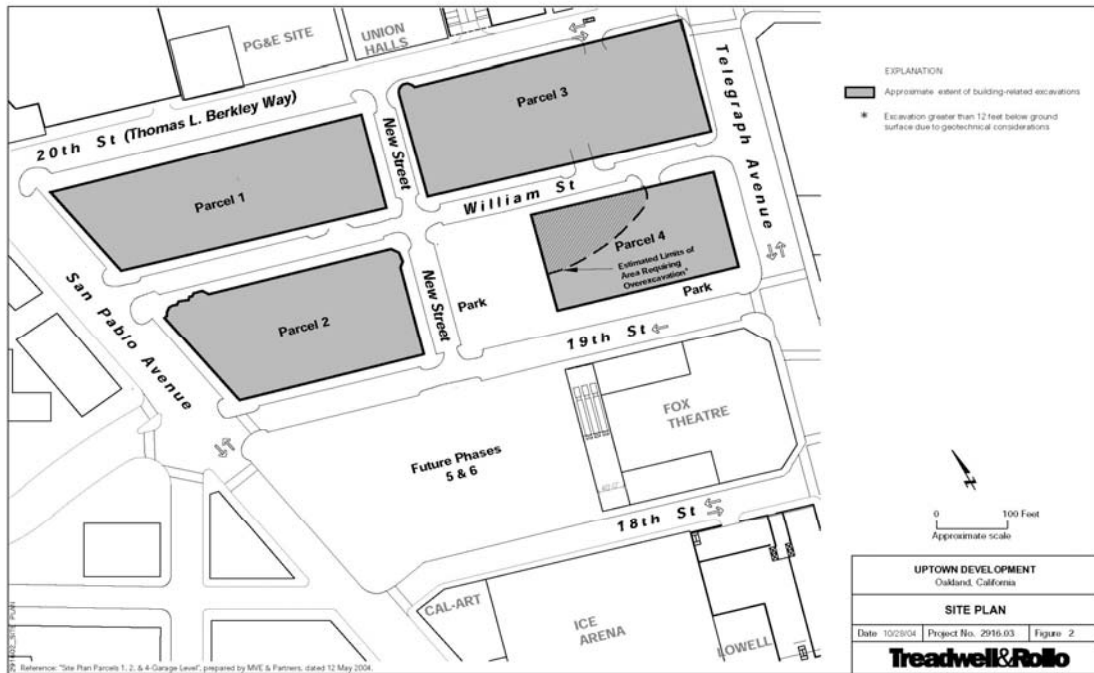 PG&E SITE
UNION
HALLS
20th St (Thomas L. Berkley Way)
New Street
Parcel 3
Telegraph Avenue
Parcel 1
William St
Parcel 4
Estimated Limits of
Area Requiring
Overexcavation*
San Pablo Avenue
Parcel 2
New Street
Park
Park
19th St
FOX
THEATRE
Future Phases
5 & 6
18th St
CAL-ART
ICE
ARENA
LOWELL
EXPLANATION
Approximate extent of building-related excavations
* Excavation greater than 12 feet below ground
surface due to geotechnical considerations
0 100 Feet
Approximate scale
UPTOWN DEVELOPMENT
Oakland, California
SITE PLAN
Date 10/28/04 Project No. 2916.03 Figure 2
Treadwell&Rollo
Reference: "Site Plan Parcels 1, 2, & 4-Garage Level", prepared by MVE & Partners, dated 12 May 2004.